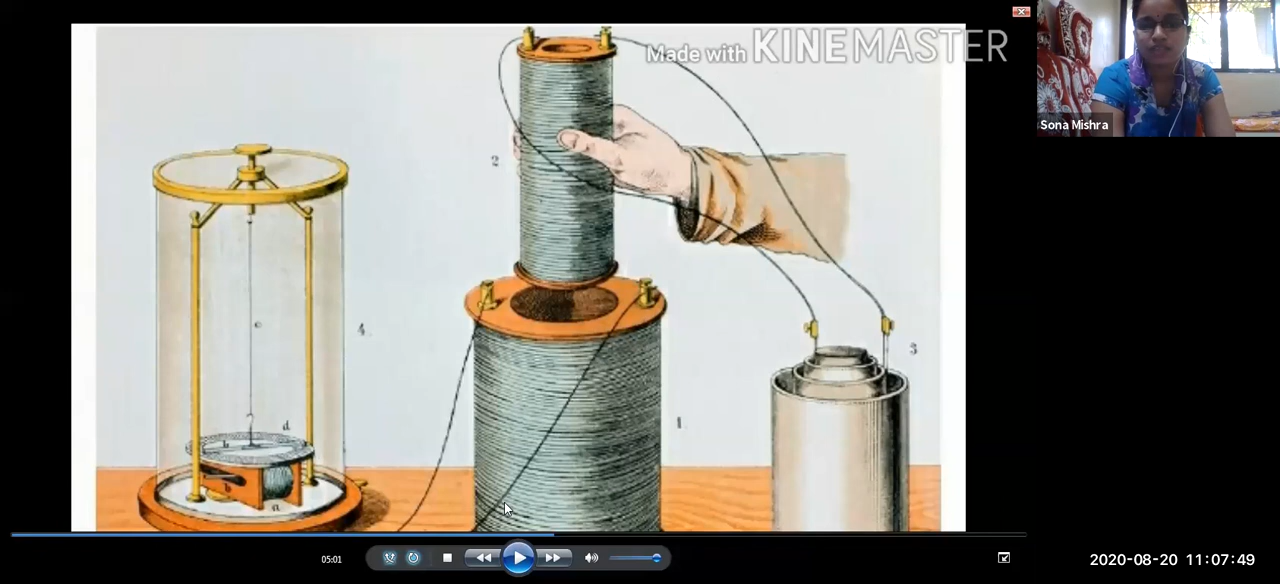 Made with KINEMASTER
Sona Mishra
2
4.
c
3
1.
d
b
b
a
05:01
2020-08-20 11:07:49